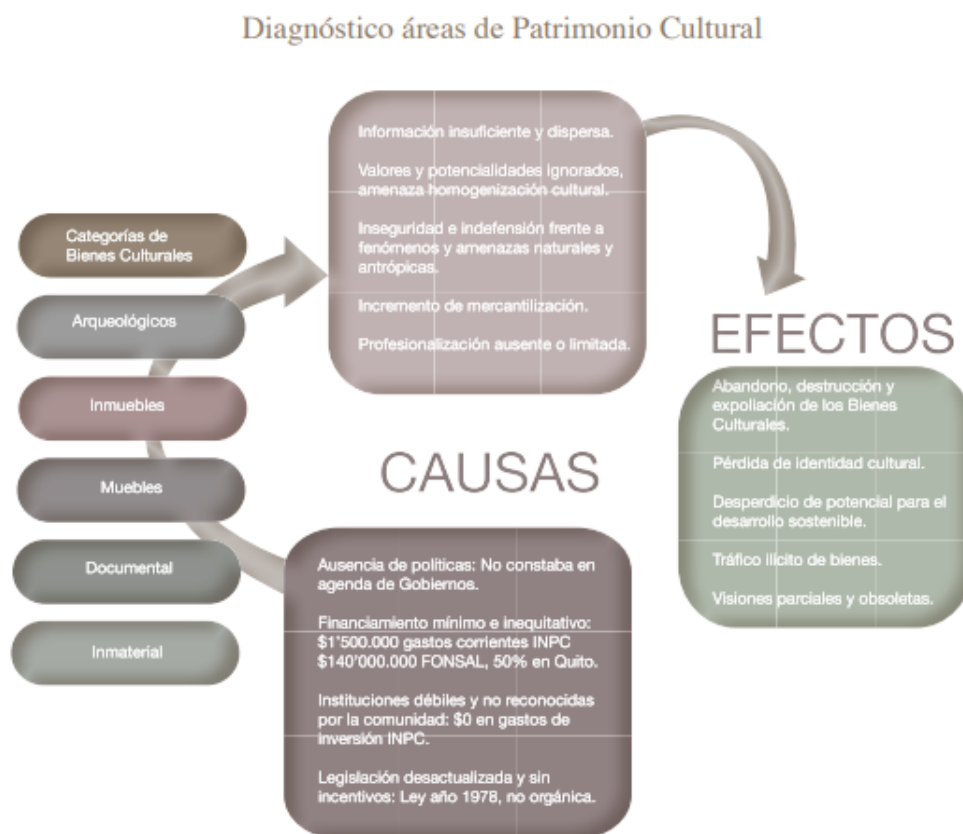 Diagnóstico áreas de Patrimonio Cultural
Categorías de
Bienes Culturales
Arqueológicos
Inmuebles
Muebles
Documental
Inmaterial
Información insuficiente y dispersa.
Valores y potencialidades ignorados,
amenaza homogenización cultural.
Inseguridad e indefensión frente a
fenómenos y amenazas naturales y
antrópicas.
Incremento de mercantilización.
Profesionalización ausente o limitada.
CAUSAS
Ausencia de políticas: No constaba en
agenda de Gobiernos.
Financiamiento mínimo e inequitativo:
$1'500.000 gastos corrientes INPC
$140'000.000 FONSAL, 50% en Quito.
Instituciones débiles y no reconocidas
por la comunidad: $0 en gastos de
inversión INPC.
Legislación desactualizada y sin
incentivos: Ley año 1978, no orgánica.
EFECTOS
Abandono, destrucción y
expoliación de los Bienes
Culturales.
Pérdida de identidad cultural.
Desperdicio de potencial para el
desarrollo sostenible.
Tráfico ilícito de bienes.
Visiones parciales y obsoletas.